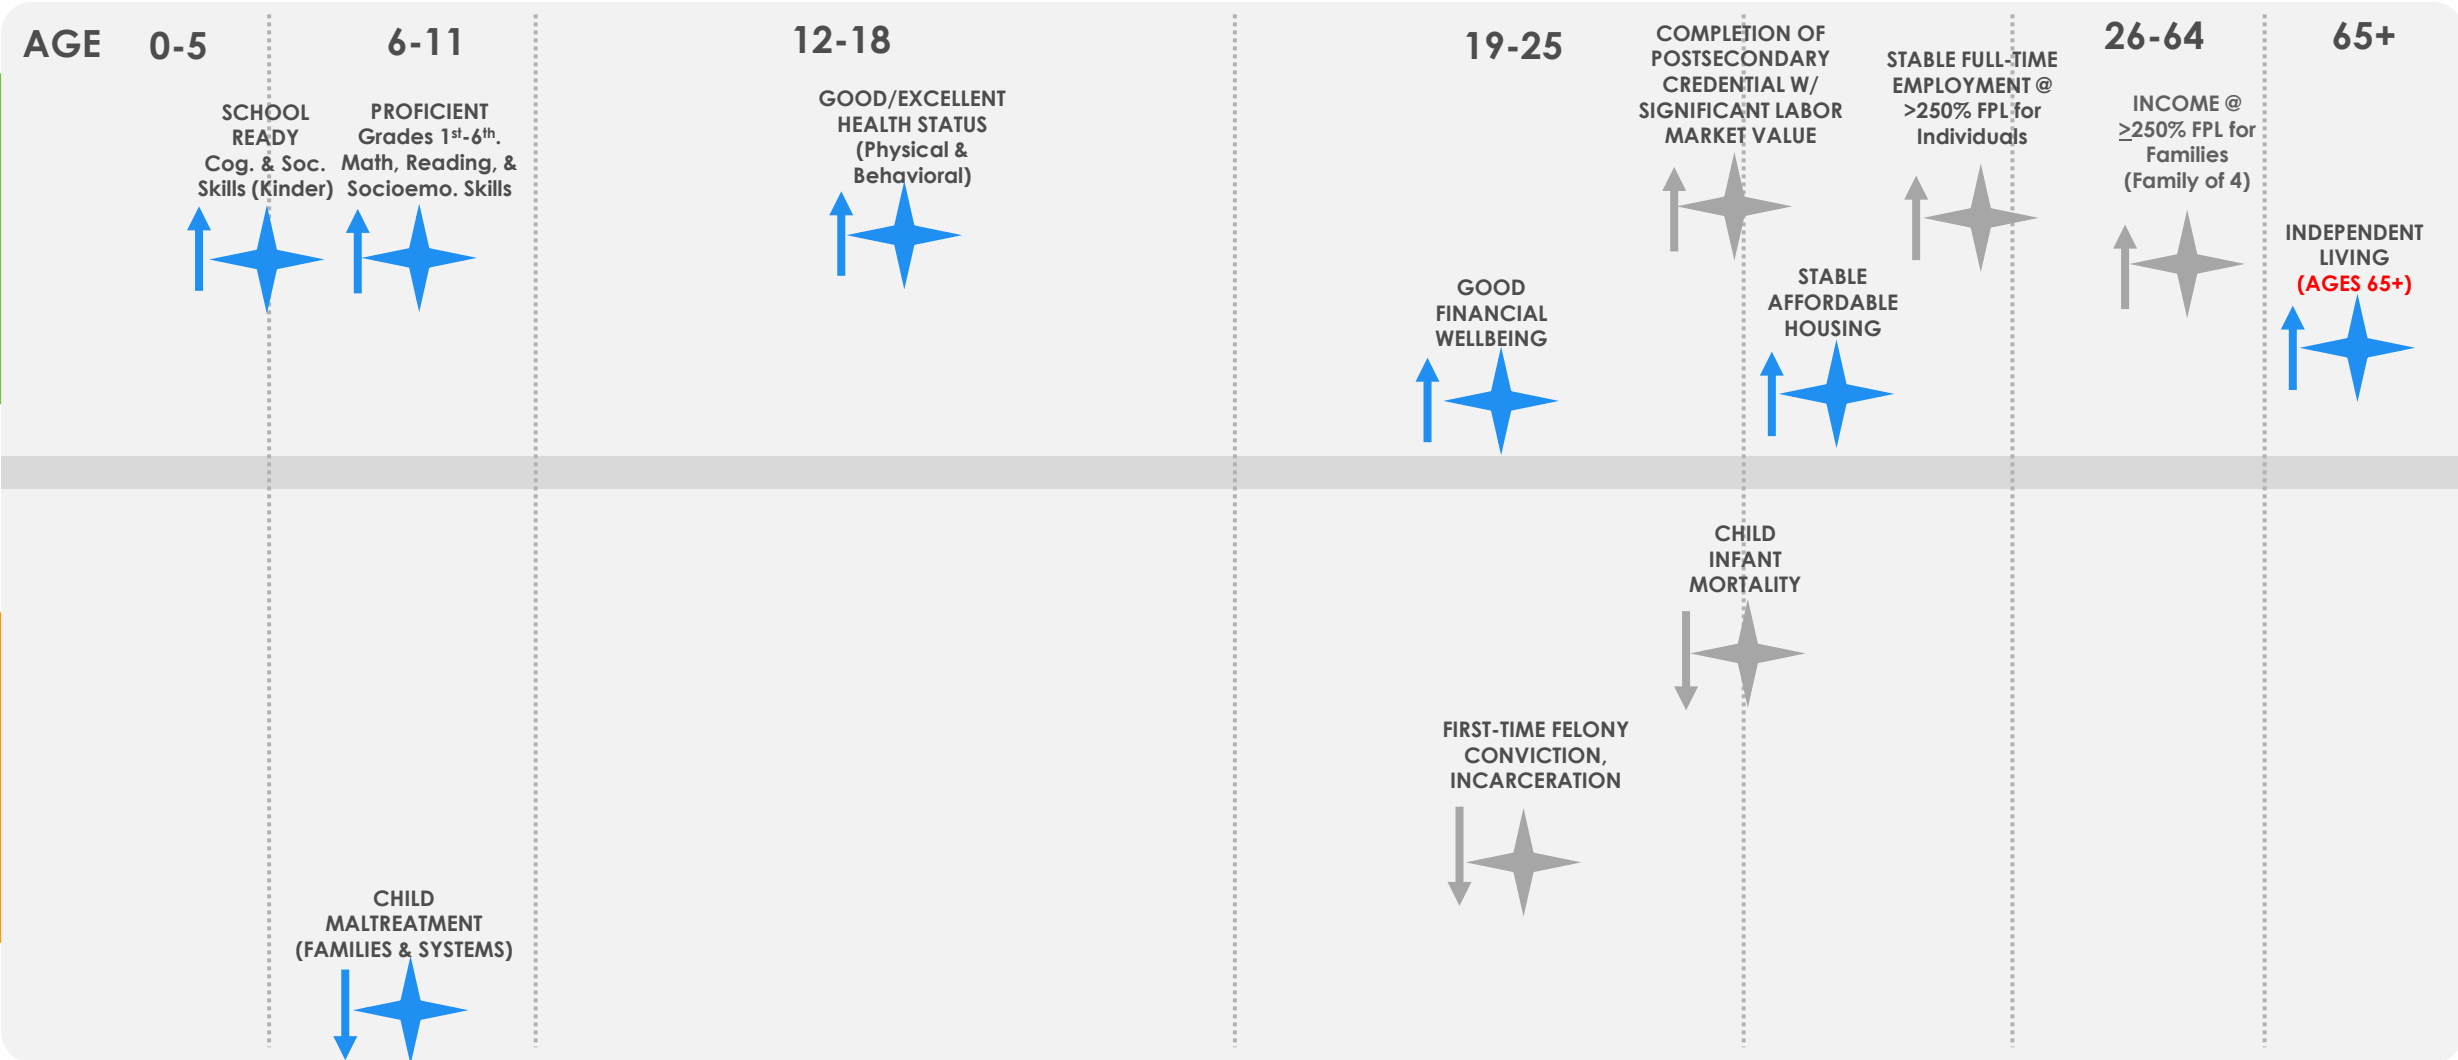 AGE
0-5
6-11
12-18
19-25
26-64
65+
SCHOOL
READY
Cog. & Soc.
Skills (Kinder)
PROFICIENT
Grades 1st-6th.
Math, Reading, &
Socioemo. Skills
GOOD/EXCELLENT
HEALTH STATUS
(Physical &
Behavioral)
GOOD
FINANCIAL
WELLBEING
COMPLETION OF
POSTSECONDARY
CREDENTIAL W/
SIGNIFICANT LABOR
MARKET VALUE
STABLE
AFFORDABLE
HOUSING
STABLE FULL-TIME
EMPLOYMENT @
>250% FPL for
Individuals
INCOME @
>250% FPL for
Families
(Family of 4)
INDEPENDENT
LIVING
(AGES 65+)
CHILD
INFANT
MORTALITY
FIRST-TIME FELONY
CONVICTION,
INCARCERATION
CHILD
MALTREATMENT
(FAMILIES & SYSTEMS)